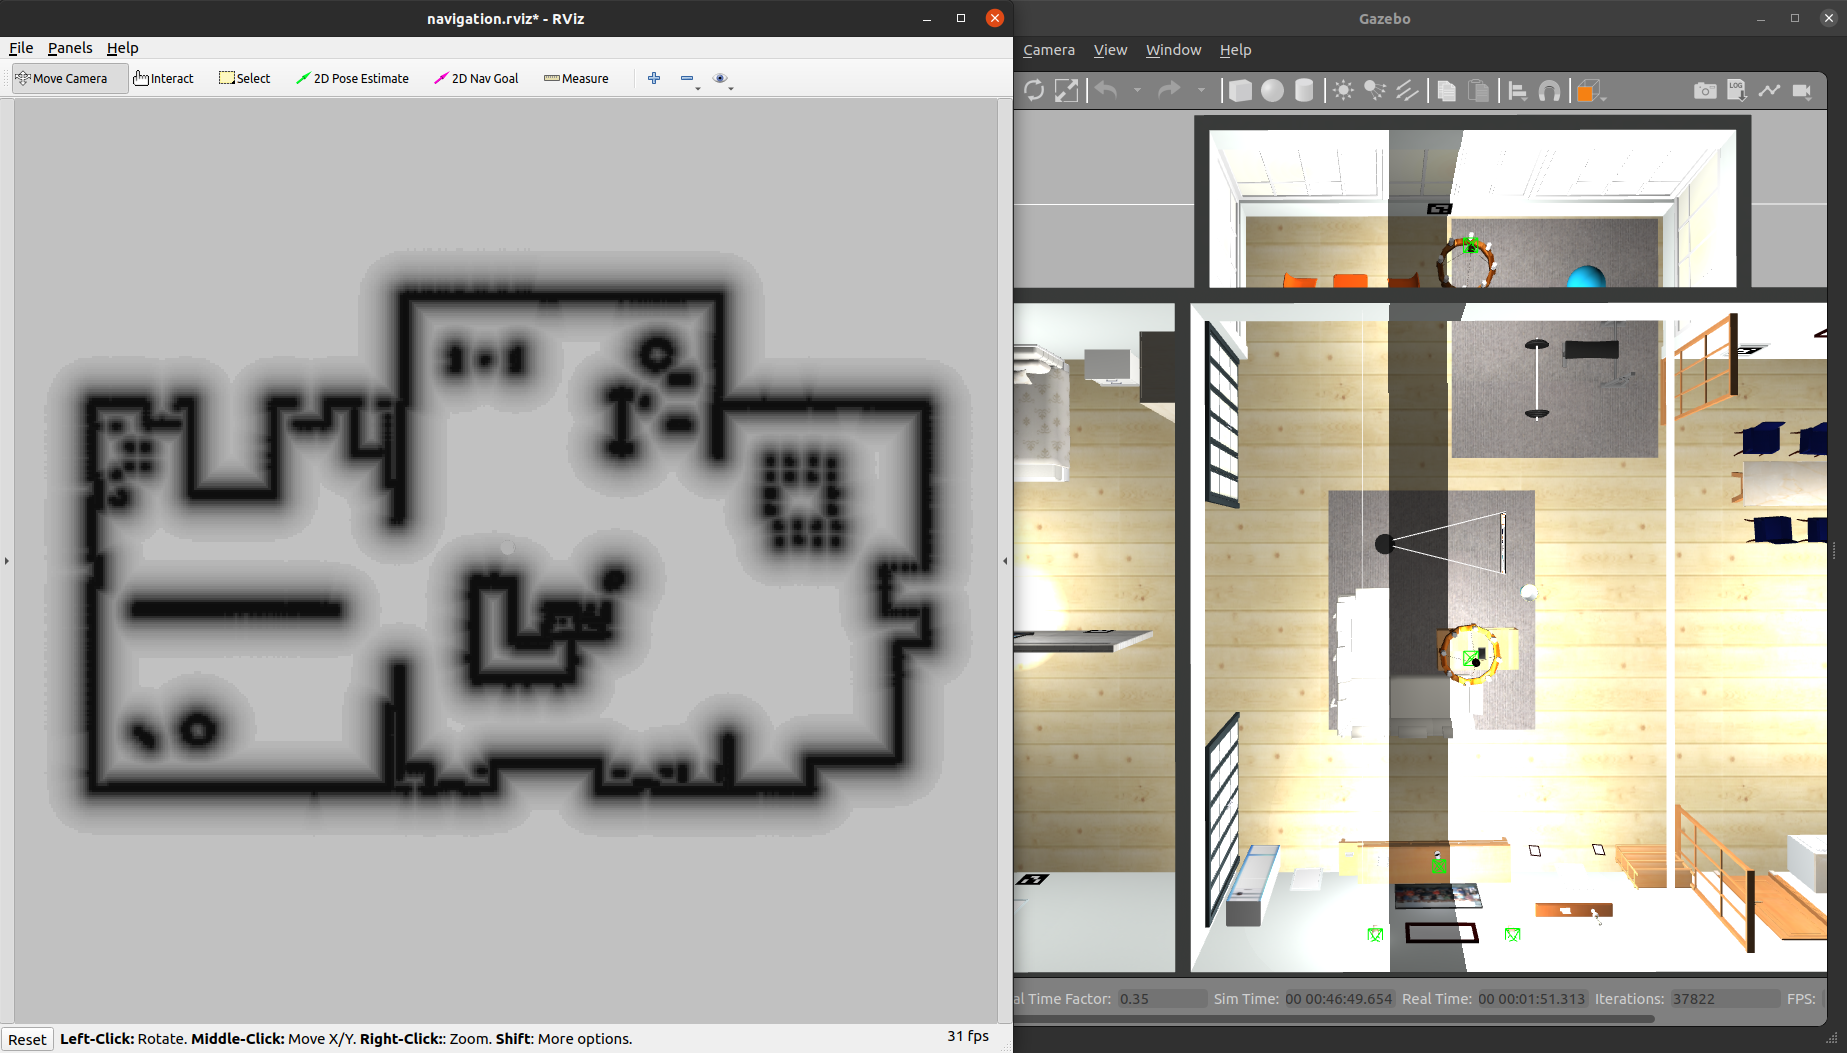 navigation.rviz* - RViz
File Panels Help
Move Camera Interact Select 2D Pose Estimate 2D Nav Goal Measure
Reset Left-Click: Rotate. Middle-Click: Move X/Y. Right-Click:: Zoom. Shift: More options. 31 fps
Gazebo
Camera View Window Help
LOG
al Time Factor: 0.35 Sim Time: 00 00:46:49.654 Real Time: 00 00:01:51.313 Iterations: 37822 FPS: